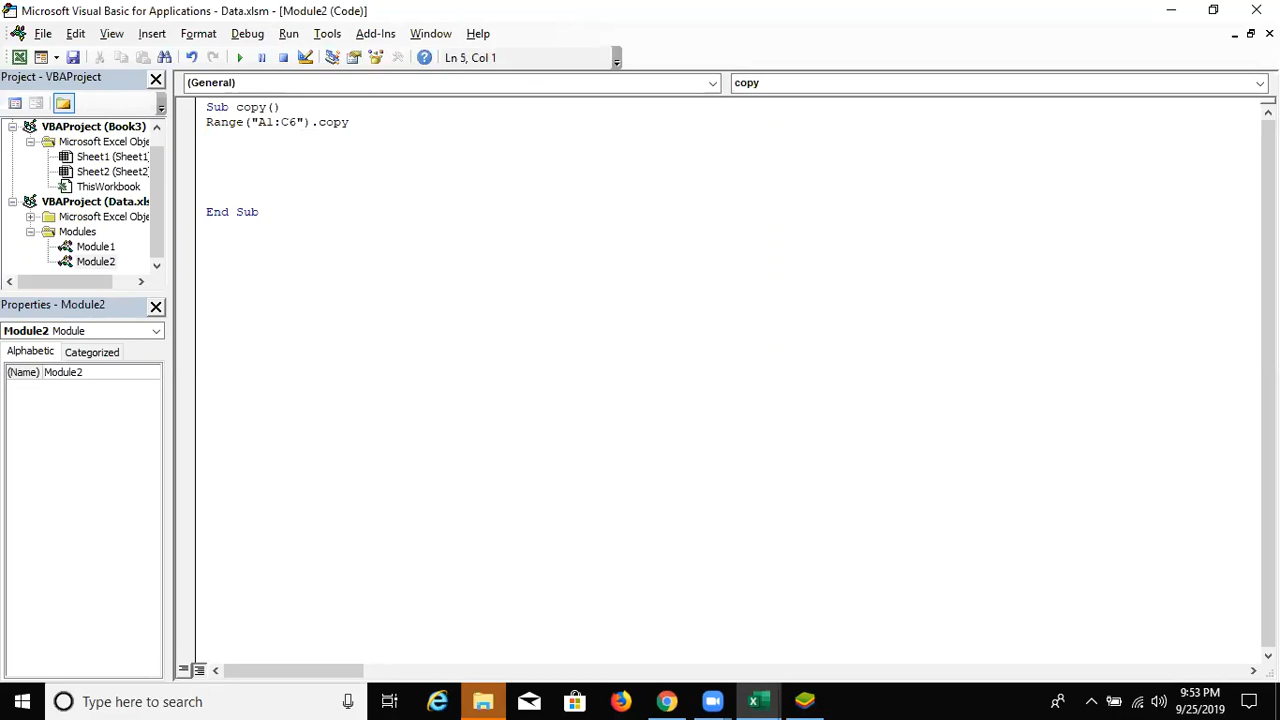 Microsoft Visual Basic for Applications - Data.xlsm - [Module2 (Code)]
File Edit View Insert Format Debug Run Tools Add-Ins Window Help
Ln 5, Col 1
Project - VBAProject
(General)
copy
VBAProject (Book3)
Microsoft Excel Obje
Sheet1 (Sheet1
Sheet2 (Sheet2
ThisWorkbook
VBAProject (Data.xls
Microsoft Excel Obje
Modules
Module1
Module2
Sub copy()
Range("A1:C6").copy
End Sub
Properties - Module2
Module2 Module
Alphabetic Categorized
(Name) Module2
Type here to search
9:53 PM
9/25/2019